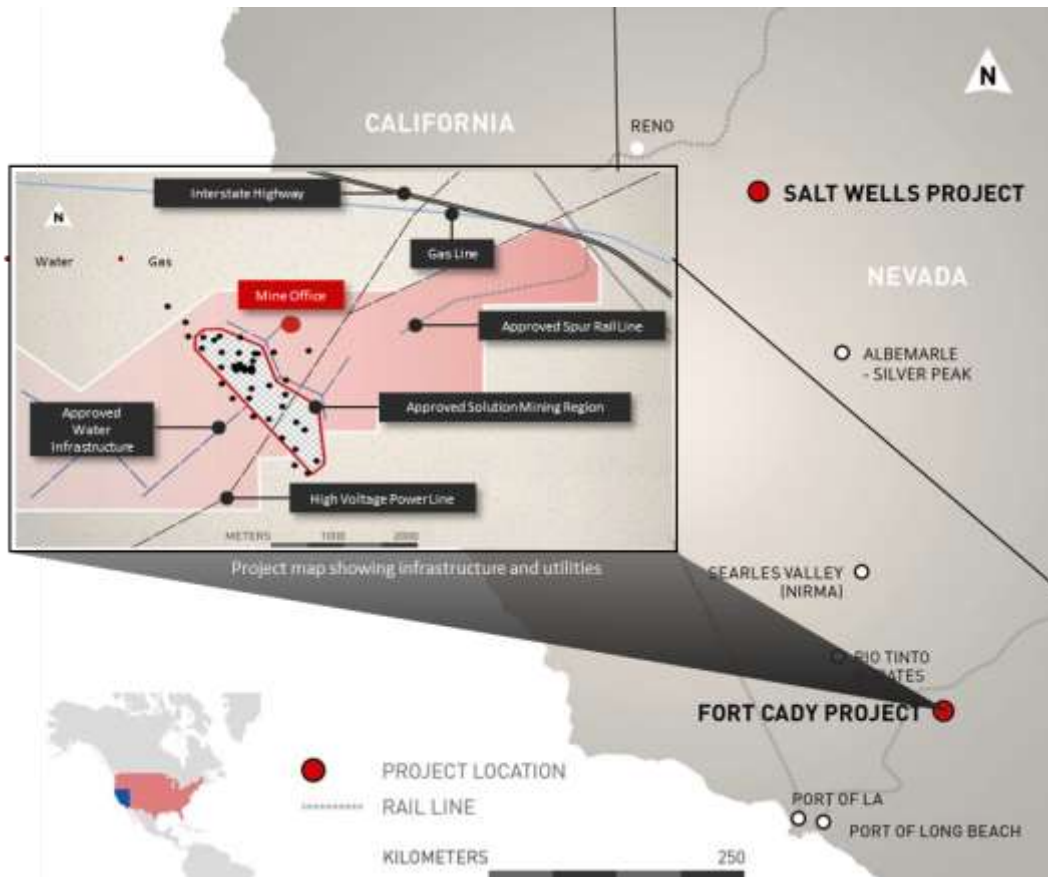 N
CALIFORNIA
RENO
SALT WELLS PROJECT
NEVADA
ALBEMARLE
- SILVER PEAK
Interstate Highway
N
Gas Line
Water
Gas
Mine Office
Approved Spur Rail Line
Approved Solution Mining Region
Approved
Water
Infrastructure
High Voltage Power Line
METERS 1000 2000
Project map showing infrastructure and utilities
SEARLES VALLEY
(NIRMA)
RIO TINTO
FORT CADY PROJECT
PROJECT LOCATION
RAIL LINE
PORT OF LA
PORT OF LONG BEACH
KILOMETERS 250